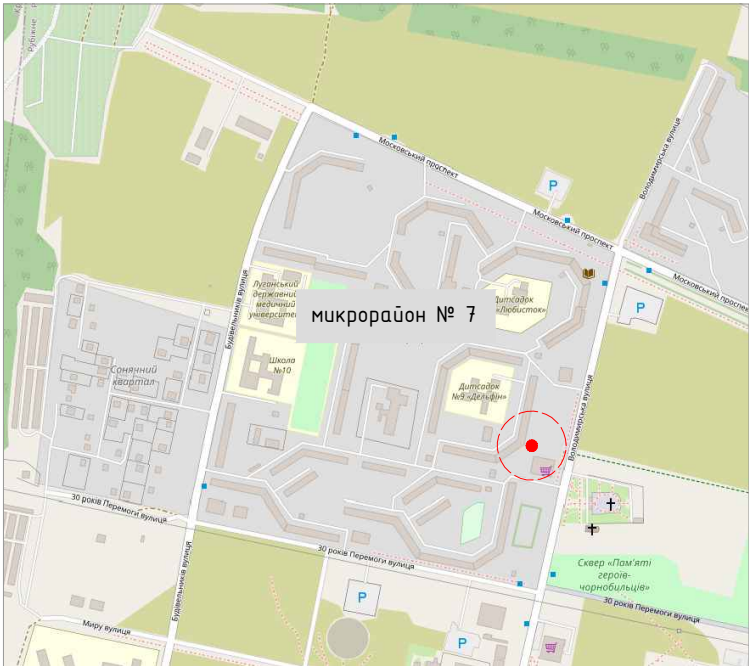 Рубіжне
Московський проспект
Володимирська вулиця
P
Московський проспект
Московський проспект
P
Будівельників вулиця
Луганський
державний
медичний
університет
Дитсадок
«Любисток»
микрорайон № 7
Школа
№10
Сонячний
квартал
Дитсадок
№9 «Дельфін»
Володимирська вулиця
30 років Перемоги вулиця
30 років Перемоги вулиця
Будівельників вулиця
Сквер «Пам'яті
героїв-
чорнобильців»
30 років Перемоги вулиця
P
Миру вулиця
P